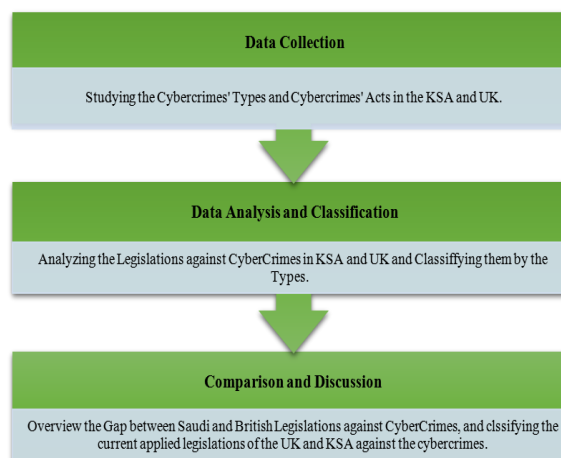 Data Collection
Studying the Cybercrimes' Types and Cybercrimes' Acts in the KSA and UK.
Data Analysis and Classification
Analyzing the Legislations against CyberCrimes in KSA and UK and Classiffying them by the
Types.
Comparison and Discussion
Overview the Gap between Saudi and British Legislations against CyberCrimes, and clssifying the
current applied legislations of the UK and KSA against the cybercrimes.